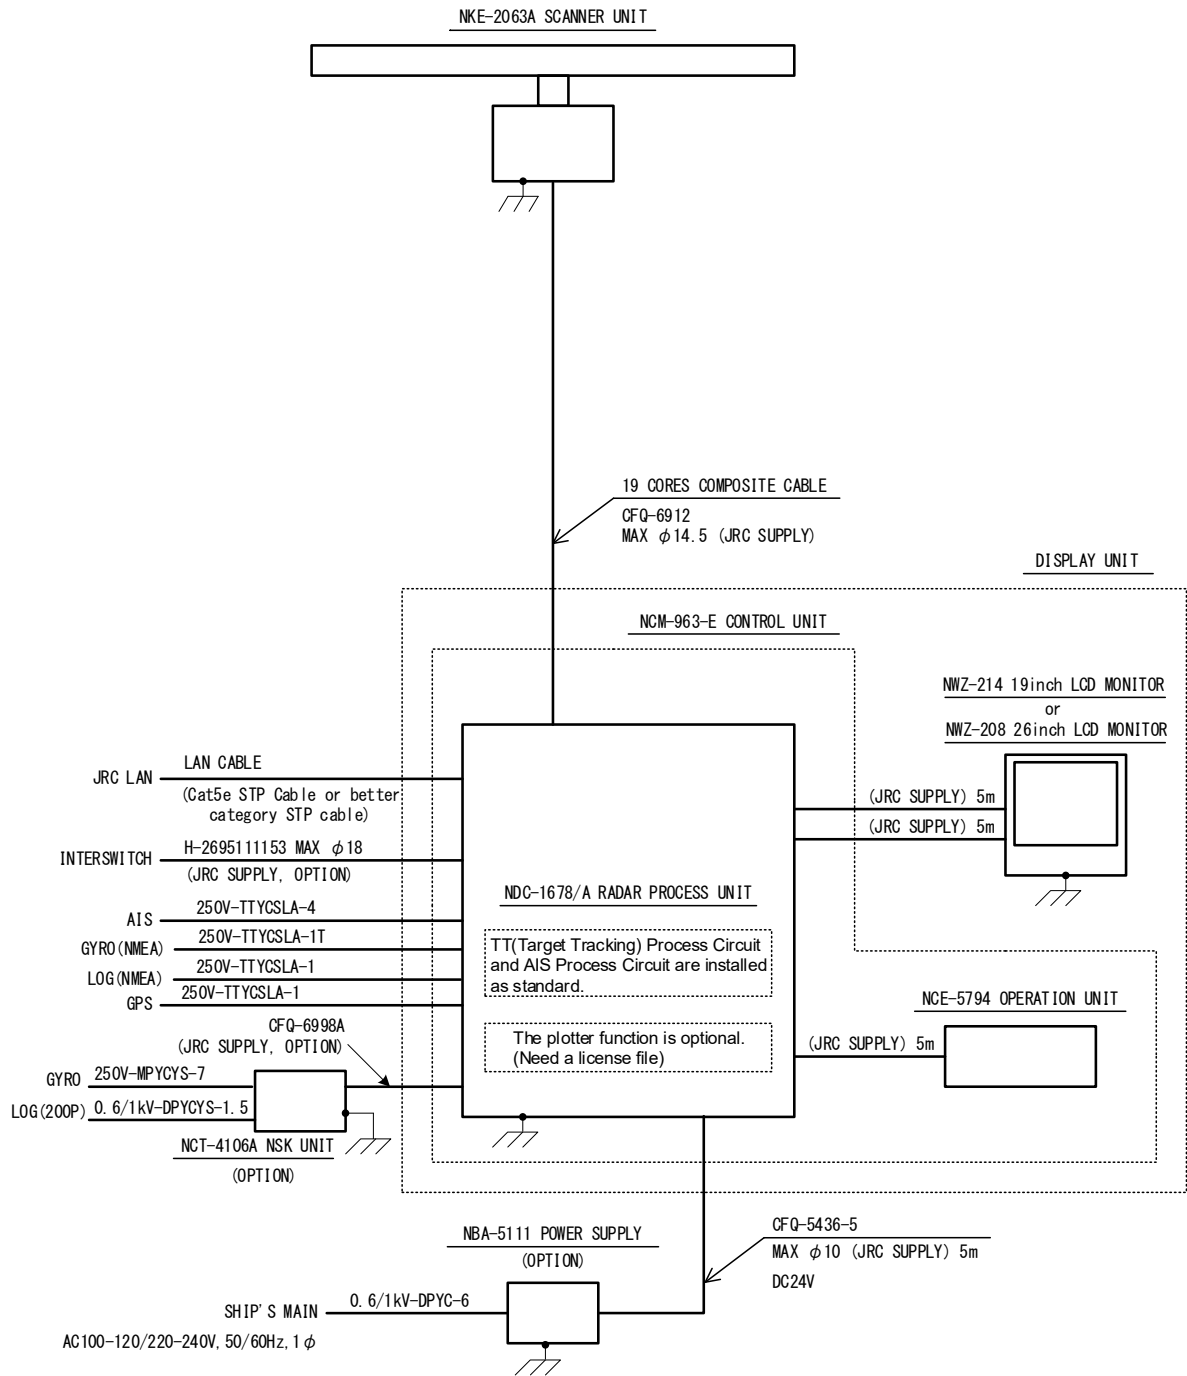 NKE-2063A SCANNER UNIT
19 CORES COMPOSITE CABLE
CFQ-6912
MAX φ14.5 (JRC SUPPLY)
DISPLAY UNIT
NCM-963-E CONTROL UNIT
NWZ-214 19inch LCD MONITOR
or
NWZ-208 26inch LCD MONITOR
JRC LAN
LAN CABLE
(Cat5e STP Cable or better
category STP cable)
(JRC SUPPLY) 5m
(JRC SUPPLY) 5m
INTERSWITCH
H-2695111153 MAX φ18
(JRC SUPPLY, OPTION)
NDC-1678/A RADAR PROCESS UNIT
AIS
250V-TTYCSLA-4
GYRO(NMEA)
250V-TTYCSLA-1T
LOG(NMEA)
250V-TTYCSLA-1
GPS
250V-TTYCSLA-1
TT(Target Tracking) Process Circuit
and AIS Process Circuit are installed
as standard.
NCE-5794 OPERATION UNIT
CFQ-6998A
(JRC SUPPLY, OPTION)
The plotter function is optional.
(Need a license file)
(JRC SUPPLY) 5m
GYRO
250V-MPYCYS-7
LOG(200P)
0.6/1kV-DPYCYS-1.5
NCT-4106A NSK UNIT
(OPTION)
NBA-5111 POWER SUPPLY
(OPTION)
CFQ-5436-5
MAX φ10 (JRC SUPPLY) 5m
DC24V
SHIP'S MAIN
0.6/1kV-DPYC-6
AC100-120/220-240V, 50/60Hz, 1φ